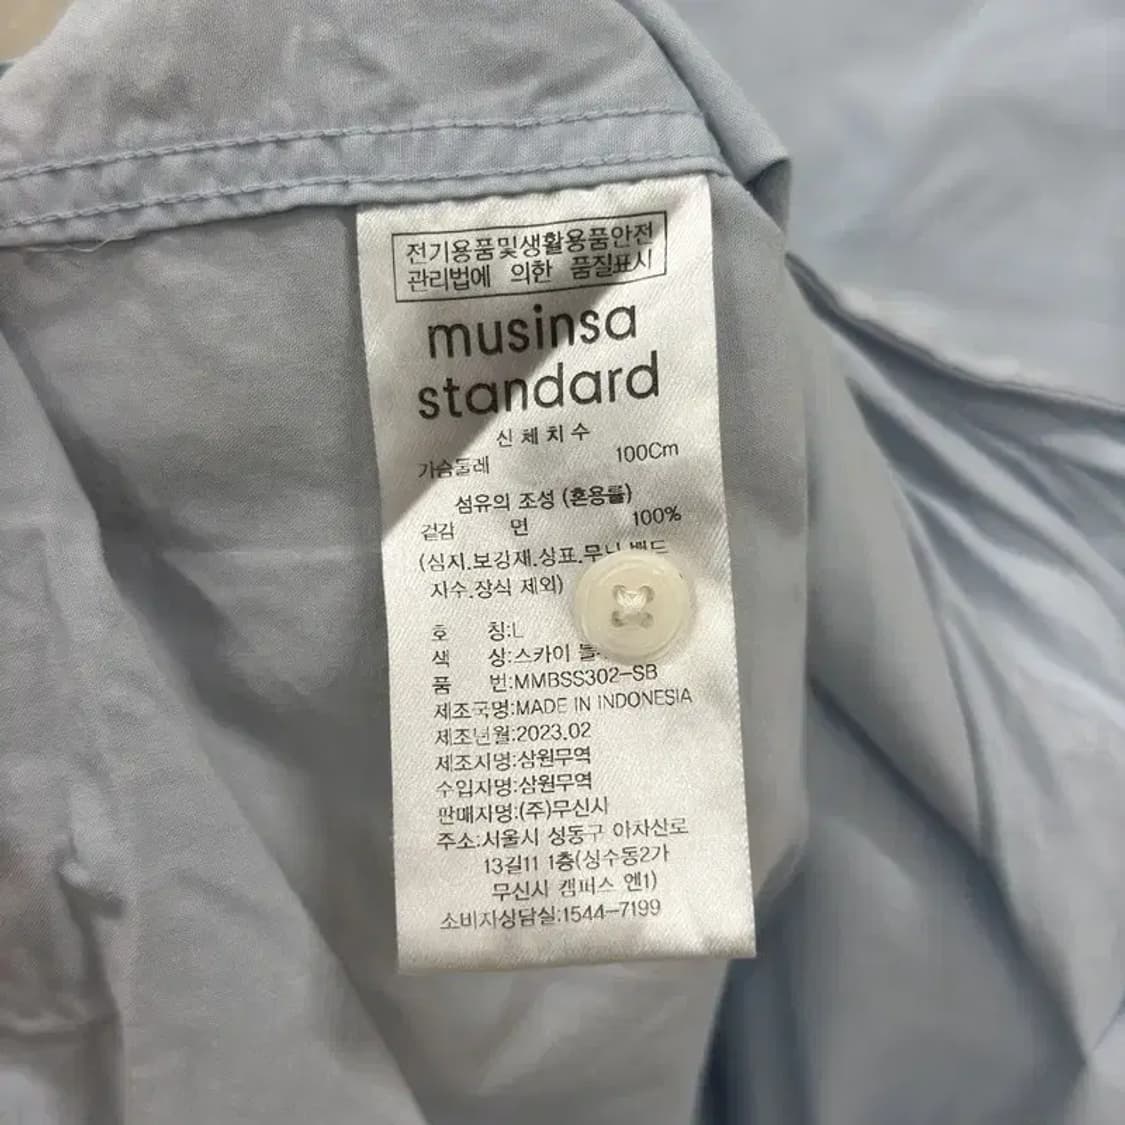 전기용품및생활용품안전
관리법에 의한 품질표시
musinsa
standard
신체치수
가슴둘레 100Cm
섬유의 조성 (혼용률)
겉감 면 100%
(심지.보강재.상표.무늬
자수.장식 제외)
호 칭:L
색 상:스카이
품 번:MMBSS302-SB
제조국명:MADE IN INDONESIA
제조년월:2023.02
제조자명:삼원무역
수입자명:삼원무역
판매자명:(주)무신사
주소:서울시 성동구 아차산로
13길11 1층(성수동2가
무신사 캠퍼스 엔1)
소비자상담실:1544-7199